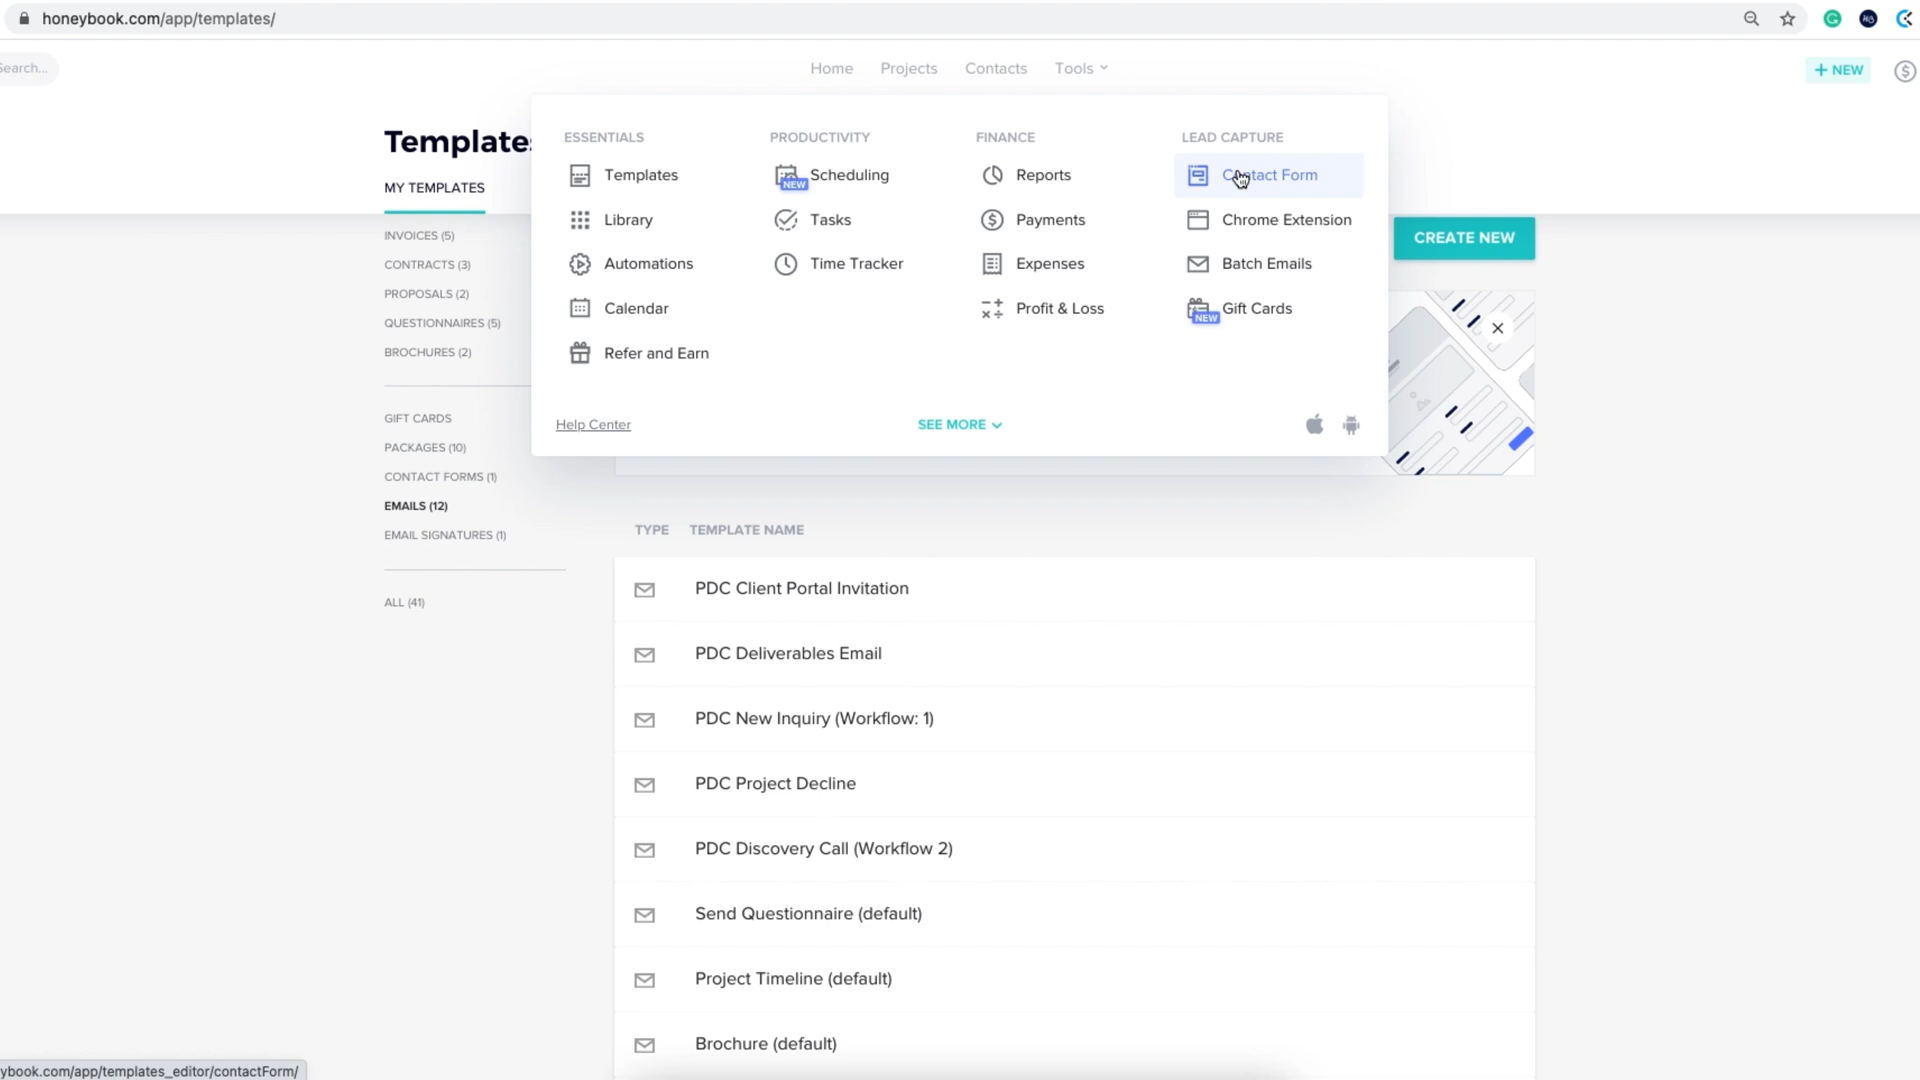 honeybook.com/app/templates/
Search...
Home
Projects
Contacts
Tools
+ NEW
Templates
MY TEMPLATES
ESSENTIALS
Templates
Library
Automations
Calendar
Refer and Earn
PRODUCTIVITY
NEW
Scheduling
Tasks
Time Tracker
FINANCE
Reports
Payments
Expenses
Profit & Loss
LEAD CAPTURE
Contact Form
Chrome Extension
Batch Emails
NEW
Gift Cards
Help Center
SEE MORE
CREATE NEW
INVOICES (5)
CONTRACTS (3)
PROPOSALS (2)
QUESTIONNAIRES (5)
BROCHURES (2)
GIFT CARDS
PACKAGES (10)
CONTACT FORMS (1)
EMAILS (12)
EMAIL SIGNATURES (1)
ALL (41)
TYPE
TEMPLATE NAME
PDC Client Portal Invitation
PDC Deliverables Email
PDC New Inquiry (Workflow: 1)
PDC Project Decline
PDC Discovery Call (Workflow 2)
Send Questionnaire (default)
Project Timeline (default)
Brochure (default)
ybook.com/app/templates_editor/contactForm/